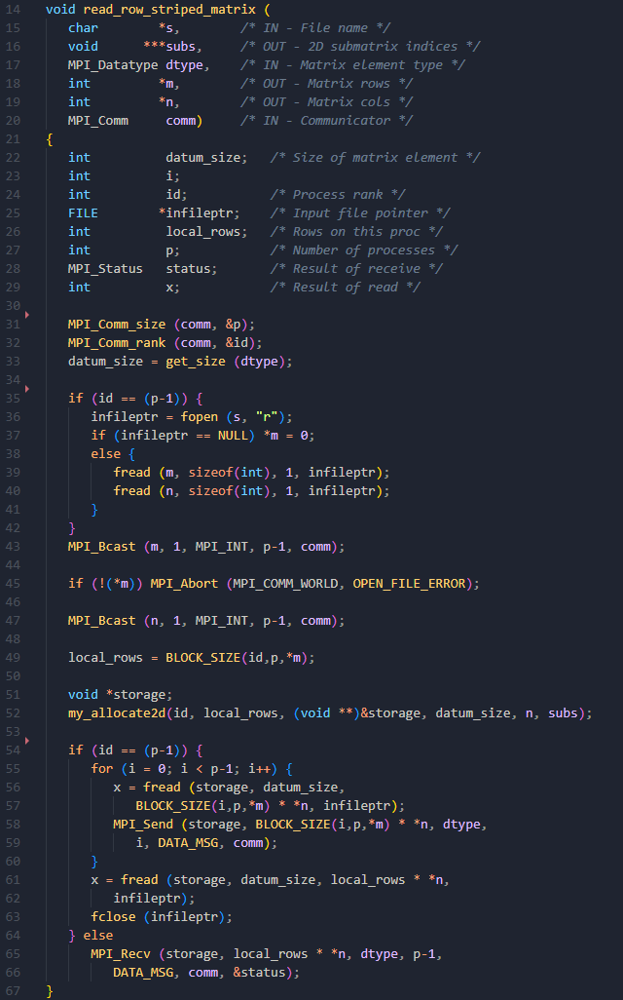 14 void read_row_striped_matrix (
15    char        *s,        /* IN - File name */
16    void      ***subs,     /* OUT - 2D submatrix indices */
17    MPI_Datatype dtype,    /* IN - Matrix element type */
18    int         *m,        /* OUT - Matrix rows */
19    int         *n,        /* OUT - Matrix cols */
20    MPI_Comm     comm)     /* IN - Communicator */
21 {
22    int          datum_size;   /* Size of matrix element */
23    int          i;
24    int          id;           /* Process rank */
25    FILE        *infileptr;    /* Input file pointer */
26    int          local_rows;   /* Rows on this proc */
27    int          p;            /* Number of processes */
28    MPI_Status   status;       /* Result of receive */
29    int          x;            /* Result of read */
30
31    MPI_Comm_size (comm, &p);
32    MPI_Comm_rank (comm, &id);
33    datum_size = get_size (dtype);
34
35    if (id == (p-1)) {
36       infileptr = fopen (s, "r");
37       if (infileptr == NULL) *m = 0;
38       else {
39          fread (m, sizeof(int), 1, infileptr);
40          fread (n, sizeof(int), 1, infileptr);
41       }
42    }
43    MPI_Bcast (m, 1, MPI_INT, p-1, comm);
44
45    if (!(*m)) MPI_Abort (MPI_COMM_WORLD, OPEN_FILE_ERROR);
46
47    MPI_Bcast (n, 1, MPI_INT, p-1, comm);
48
49    local_rows = BLOCK_SIZE(id,p,*m);
50
51    void *storage;
52    my_allocate2d(id, local_rows, (void **)&storage, datum_size, n, subs);
53
54    if (id == (p-1)) {
55       for (i = 0; i < p-1; i++) {
56          x = fread (storage, datum_size,
57             BLOCK_SIZE(i,p,*m) * *n, infileptr);
58          MPI_Send (storage, BLOCK_SIZE(i,p,*m) * *n, dtype,
59             i, DATA_MSG, comm);
60       }
61       x = fread (storage, datum_size, local_rows * *n,
62          infileptr);
63       fclose (infileptr);
64    } else
65       MPI_Recv (storage, local_rows * *n, dtype, p-1,
66          DATA_MSG, comm, &status);
67 }